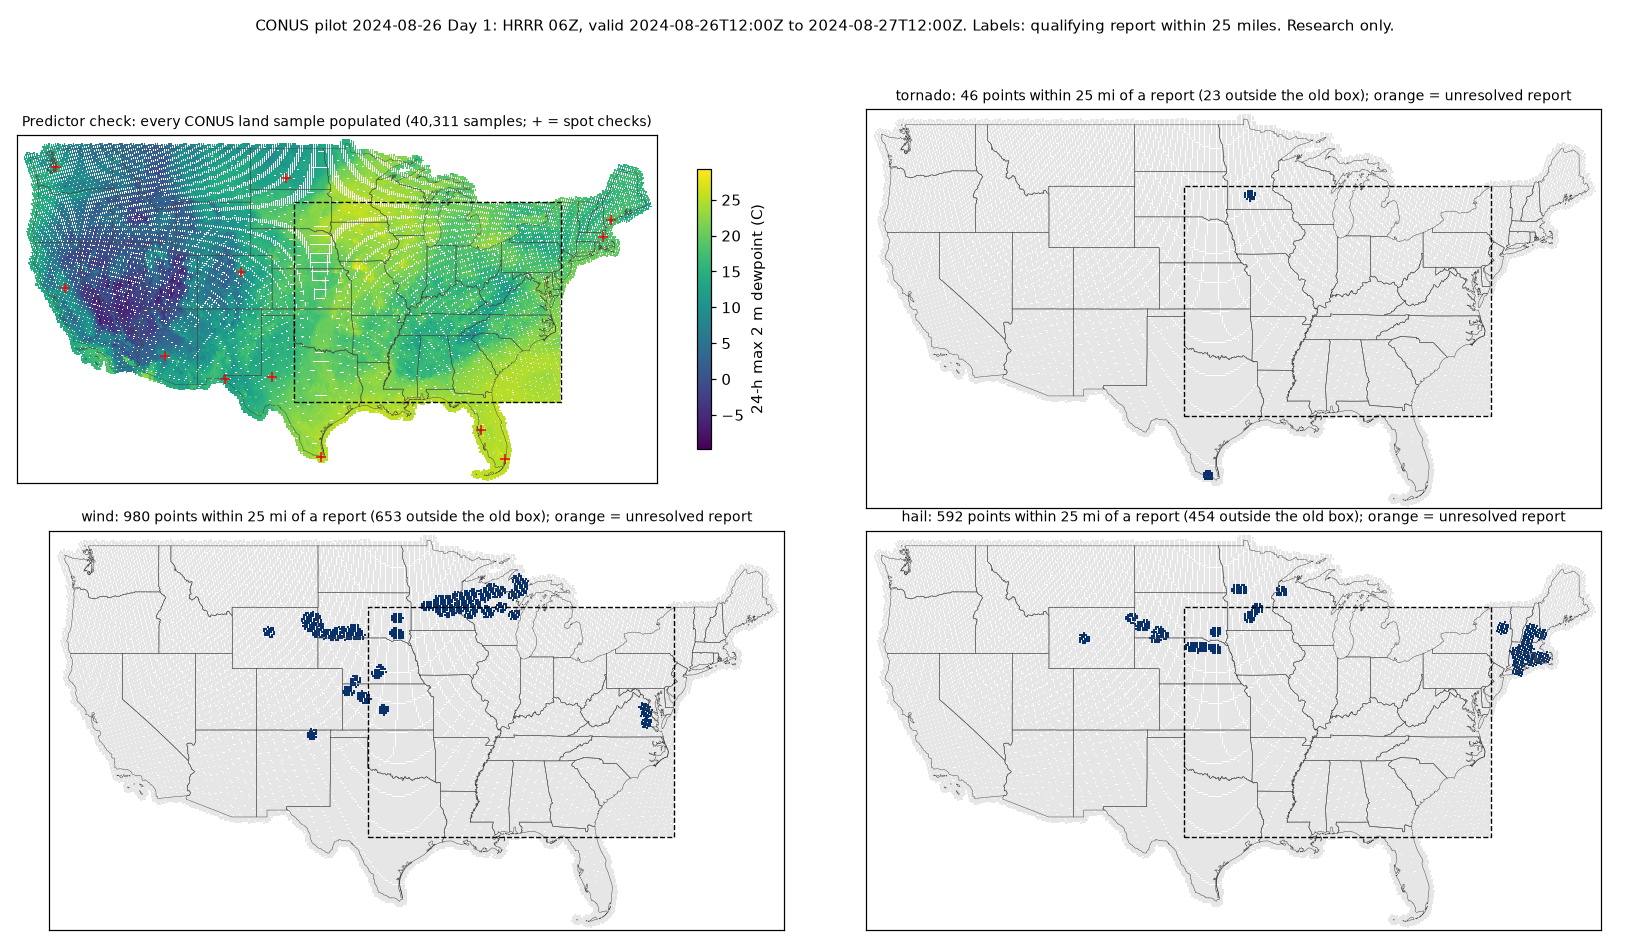 CONUS pilot 2024-08-26 Day 1: HRRR 06Z, valid 2024-08-26T12:00Z to 2024-08-27T12:00Z. Labels: qualifying report within 25 miles. Research only.
Predictor check: every CONUS land sample populated (40,311 samples; + = spot checks)
25
20
15
10
5
0
−5
24-h max 2 m dewpoint (C)
tornado: 46 points within 25 mi of a report (23 outside the old box); orange = unresolved report
wind: 980 points within 25 mi of a report (653 outside the old box); orange = unresolved report
hail: 592 points within 25 mi of a report (454 outside the old box); orange = unresolved report